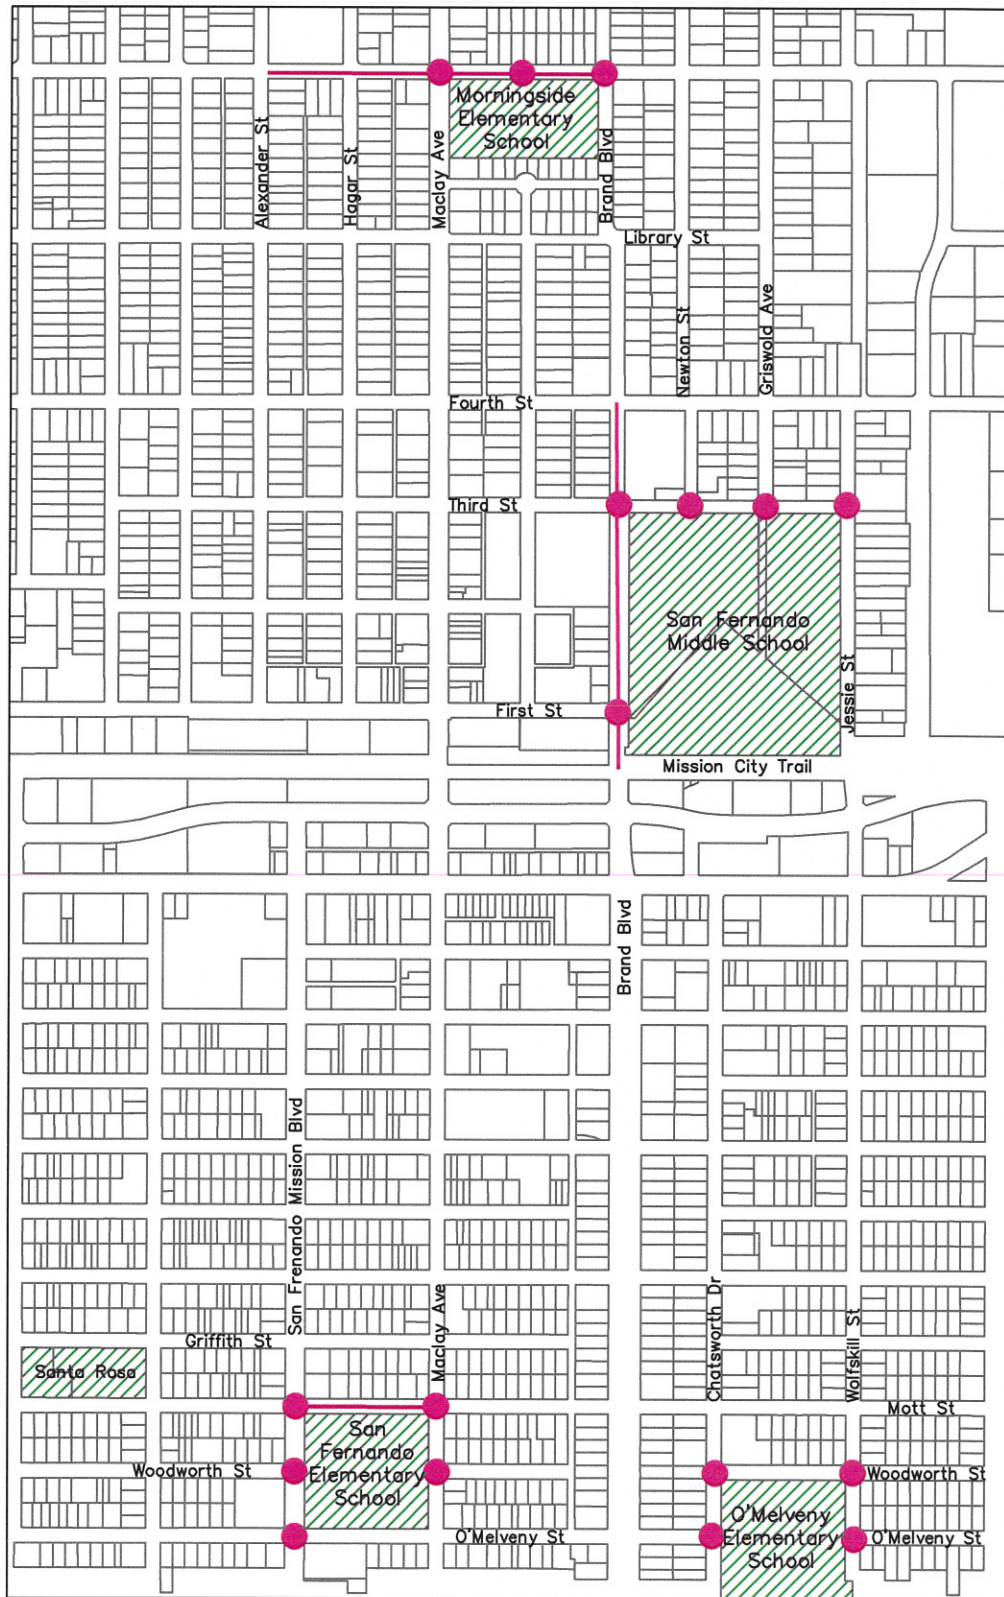 Morningside
Elementary
School
Alexander St
Hagar St
Maclay Ave
Brand Blvd
Library St
Newton St
Griswold Ave
Fourth St
Third St
San Fernando
Middle School
Jessie St
First St
Mission City Trail
Brand Blvd
San Frenando Mission Blvd
Maclay Ave
Chatsworth Dr
Wolfskill St
Griffith St
Santa Rosa
Mott St
San
Fernando
Elementary
School
Woodworth St
Woodworth St
O'Melveny St
O'Melveny
Elementary
School
O'Melveny St